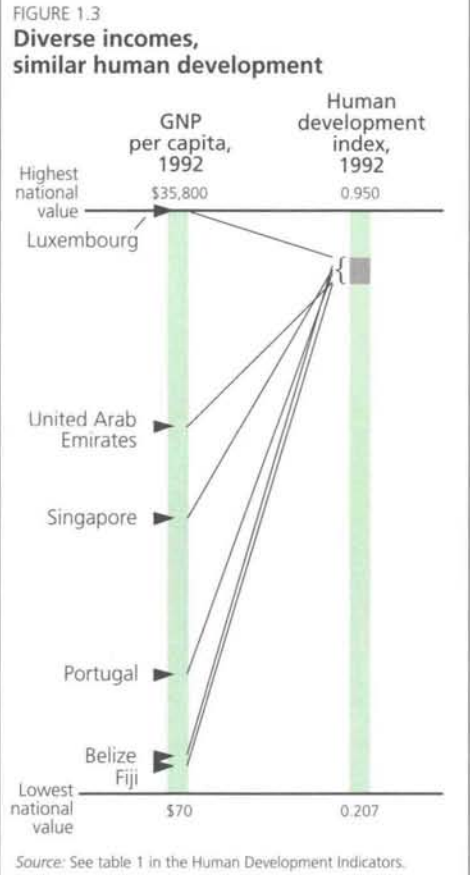 FIGURE 1.3
Diverse incomes,
similar human development
GNP
per capita,
1992
Human
development
index,
1992
Highest
national
value
$35,800
0.950
Luxembourg
{
United Arab
Emirates
Singapore
Portugal
Belize
Fiji
Lowest
national
value
$70
0.207
Source: See table 1 in the Human Development Indicators.